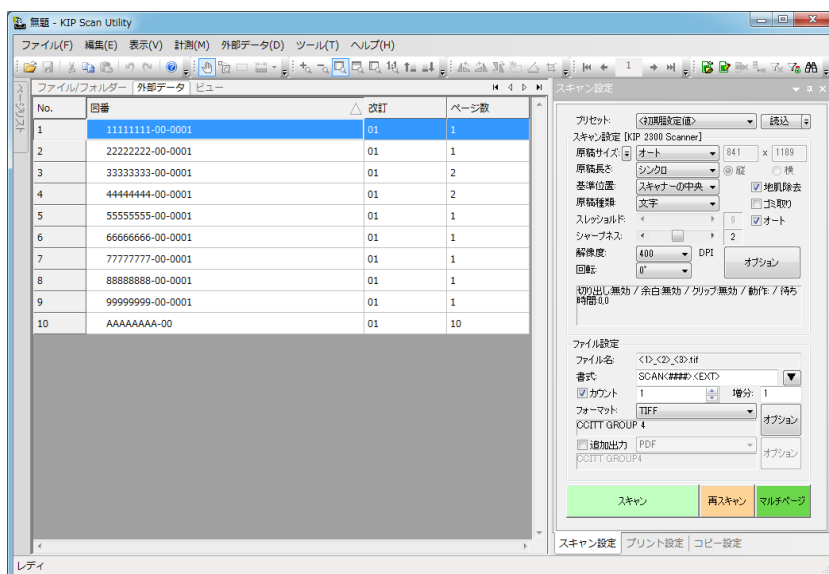 無題 - KIP Scan Utility
ファイル(F) 編集(E) 表示(V) 計測(M) 外部データ(D) ツール(T) ヘルプ(H)
1
ページリスト
ファイル/フォルダー 外部データ ビュー
No. 図番 改訂 ページ数
1 11111111-00-0001 01 1
2 22222222-00-0001 01 1
3 33333333-00-0001 01 2
4 44444444-00-0001 01 2
5 55555555-00-0001 01 1
6 66666666-00-0001 01 1
7 77777777-00-0001 01 1
8 88888888-00-0001 01 1
9 99999999-00-0001 01 1
10 AAAAAAAA-00 01 10
スキャン設定
プリセット: <初期設定値> 読込
スキャン設定 [KIP 2300 Scanner]
原稿サイズ: オート 841 x 1189
原稿長さ: シンクロ 縦 横
基準位置: スキャナーの中央 地肌除去
原稿種類: 文字 ゴミ取り
スレッショルド: 9 オート
シャープネス: 2
解像度: 400 DPI
オプション
回転: 0°
切り出し:無効 / 余白:無効 / クリップ:無効 / 動作: / 待ち
時間:0.0
ファイル設定
ファイル名: <1>_<2>_<3>.tif
書式: SCAN<####>.<EXT>
カウント 1 増分: 1
フォーマット: TIFF
オプション
CCITT GROUP 4
追加出力 PDF
オプション
CCITT GROUP4
スキャン 再スキャン マルチページ
スキャン設定 プリント設定 コピー設定
レディ